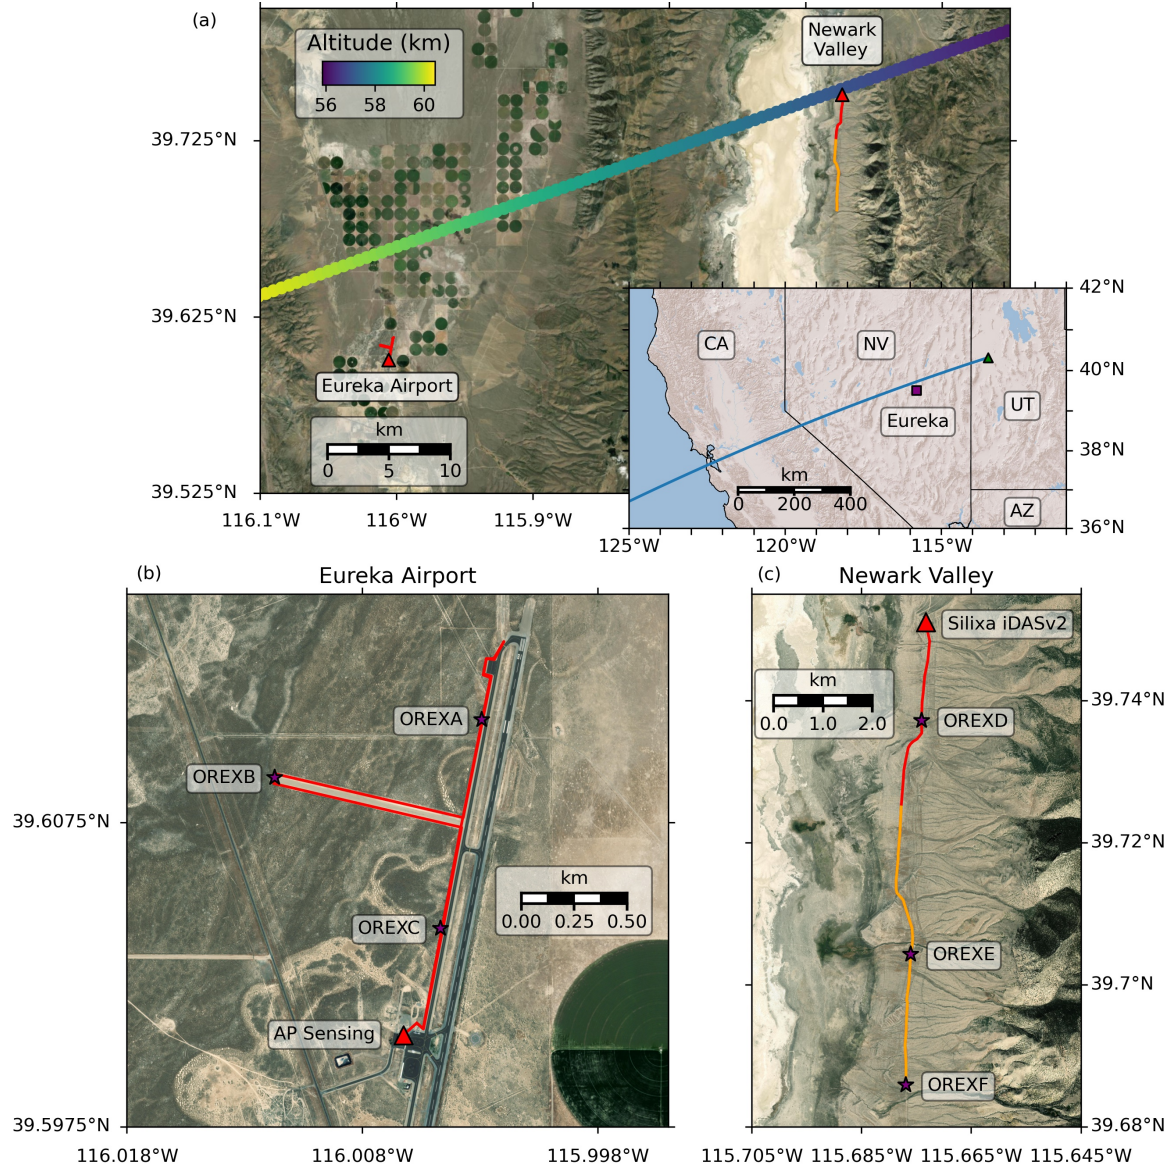 (a)
Altitude (km)
56 58 60
Newark
Valley
39.725°N
39.625°N
39.525°N
Eureka Airport
km
0 5 10
116.1°W 116°W 115.9°W
CA NV UT AZ
Eureka
km
0 200 400
42°N
40°N
38°N
36°N
125°W 120°W 115°W
(b) Eureka Airport
OREXA
OREXB
OREXC
AP Sensing
km
0.00 0.25 0.50
39.6075°N
39.5975°N
116.018°W 116.008°W 115.998°W
(c) Newark Valley
Silixa iDASv2
km
0.0 1.0 2.0
OREXD
OREXE
OREXF
39.74°N
39.72°N
39.7°N
39.68°N
115.705°W 115.685°W 115.665°W 115.645°W